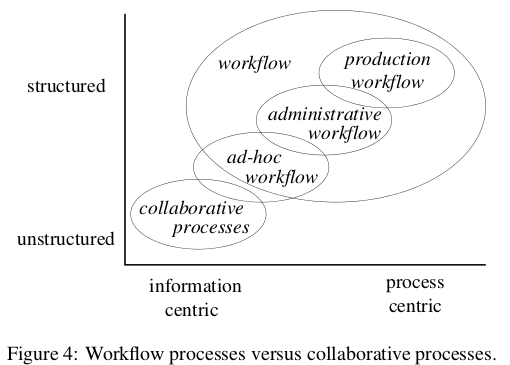 workflow
production
workflow
structured
administrative
workflow
ad-hoc
workflow
collaborative
processes
unstructured
information
centric
process
centric
Figure 4: Workflow processes versus collaborative processes.